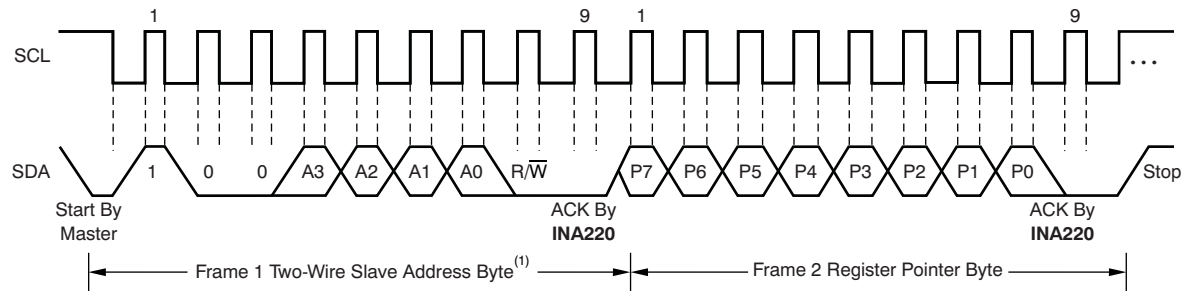 1 9 1 9
SCL
...
SDA 1 0 0 A3 A2 A1 A0 R/W̅ P7 P6 P5 P4 P3 P2 P1 P0 Stop
Start By
Master
ACK By
INA220
ACK By
INA220
Frame 1 Two-Wire Slave Address Byte(1)
Frame 2 Register Pointer Byte